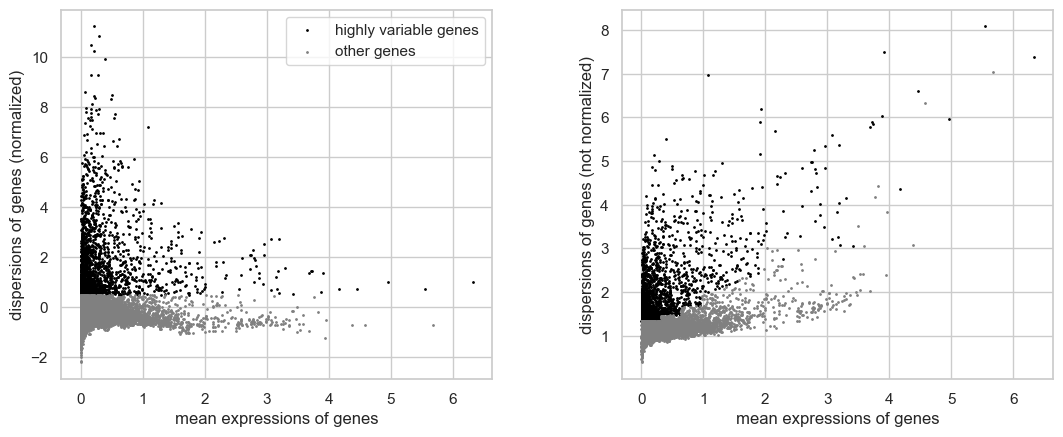 highly variable genes
other genes
dispersions of genes (normalized)
10
8
6
4
2
0
−2
0 1 2 3 4 5 6
mean expressions of genes
dispersions of genes (not normalized)
8
7
6
5
4
3
2
1
0 1 2 3 4 5 6
mean expressions of genes